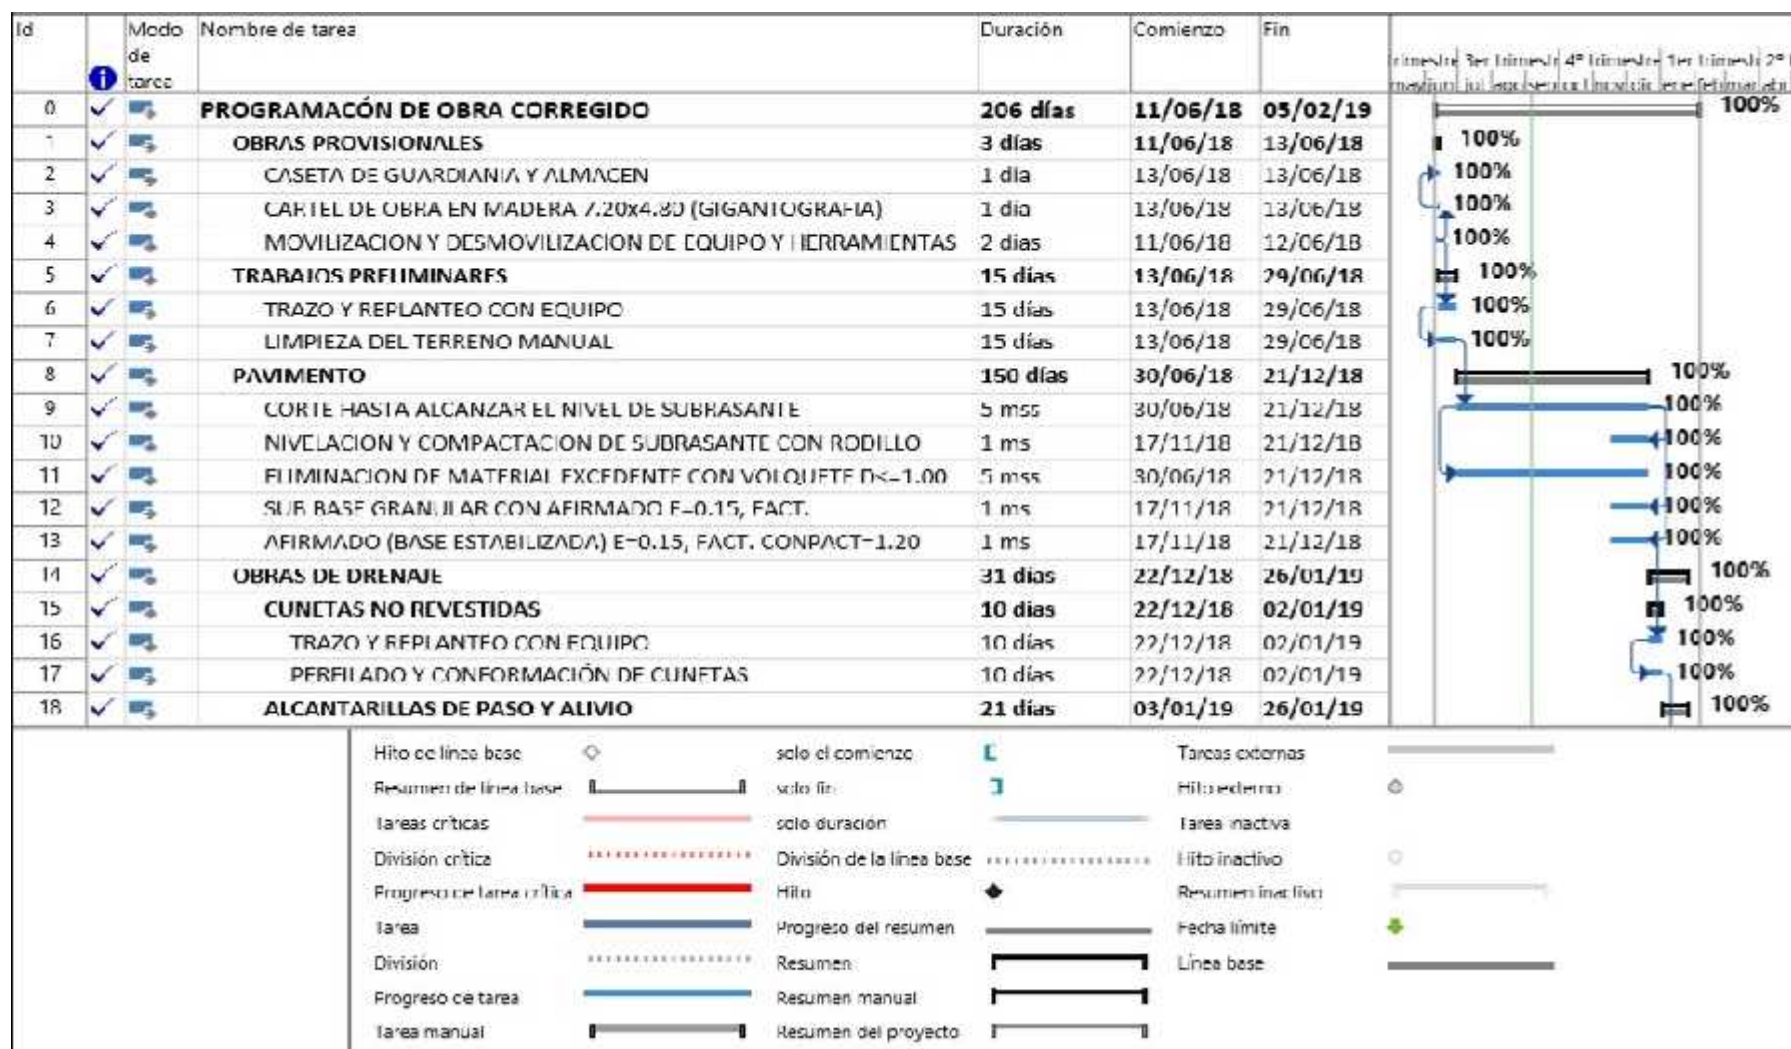 Id Modo de tarea Nombre de tarea Duración Comienzo Fin
3er trimestr 4º trimestre 1er trimestr 2º
0 PROGRAMACÓN DE OBRA CORREGIDO 206 días 11/06/18 05/02/19 100%
1 OBRAS PROVISIONALES 3 días 11/06/18 13/06/18 100%
2 CASETA DE GUARDIANIA Y ALMACEN 1 dia 13/06/18 13/06/18 100%
3 CARTEL DE OBRA EN MADERA 7.20x4.80 (GIGANTOGRAFIA) 1 dia 13/06/18 13/06/18 100%
4 MOVILIZACION Y DESMOVILIZACION DE EQUIPO Y HERRAMIENTAS 2 dias 11/06/18 12/06/18 100%
5 TRABAJOS PRELIMINARES 15 días 13/06/18 29/06/18 100%
6 TRAZO Y REPLANTEO CON EQUIPO 15 días 13/06/18 29/06/18 100%
7 LIMPIEZA DEL TERRENO MANUAL 15 días 13/06/18 29/06/18 100%
8 PAVIMENTO 150 días 30/06/18 21/12/18 100%
9 CORTE HASTA ALCANZAR EL NIVEL DE SUBRASANTE 5 mss 30/06/18 21/12/18 100%
10 NIVELACION Y COMPACTACION DE SUBRASANTE CON RODILLO 1 ms 17/11/18 21/12/18 100%
11 ELIMINACION DE MATERIAL EXCEDENTE CON VOLQUETE D<=1.00 5 mss 30/06/18 21/12/18 100%
12 SUB BASE GRANULAR CON AFIRMADO E=0.15, FACT. 1 ms 17/11/18 21/12/18 100%
13 AFIRMADO (BASE ESTABILIZADA) E=0.15, FACT. CONPACT=1.20 1 ms 17/11/18 21/12/18 100%
14 OBRAS DE DRENAJE 31 dias 22/12/18 26/01/19 100%
15 CUNETAS NO REVESTIDAS 10 dias 22/12/18 02/01/19 100%
16 TRAZO Y REPLANTEO CON EQUIPO 10 dias 22/12/18 02/01/19 100%
17 PERFILADO Y CONFORMACIÓN DE CUNETAS 10 días 22/12/18 02/01/19 100%
18 ALCANTARILLAS DE PASO Y ALIVIO 21 días 03/01/19 26/01/19 100%
Hito de línea base solo el comienzo Tareas externas
Resumen de línea base solo fin Hito externo
Tareas críticas solo duración Tarea inactiva
División crítica División de la línea base Hito inactivo
Progreso de tarea crítica Hito Resumen inactivo
Tarea Progreso del resumen Fecha límite
División Resumen Línea base
Progreso de tarea Resumen manual
Tarea manual Resumen del proyecto